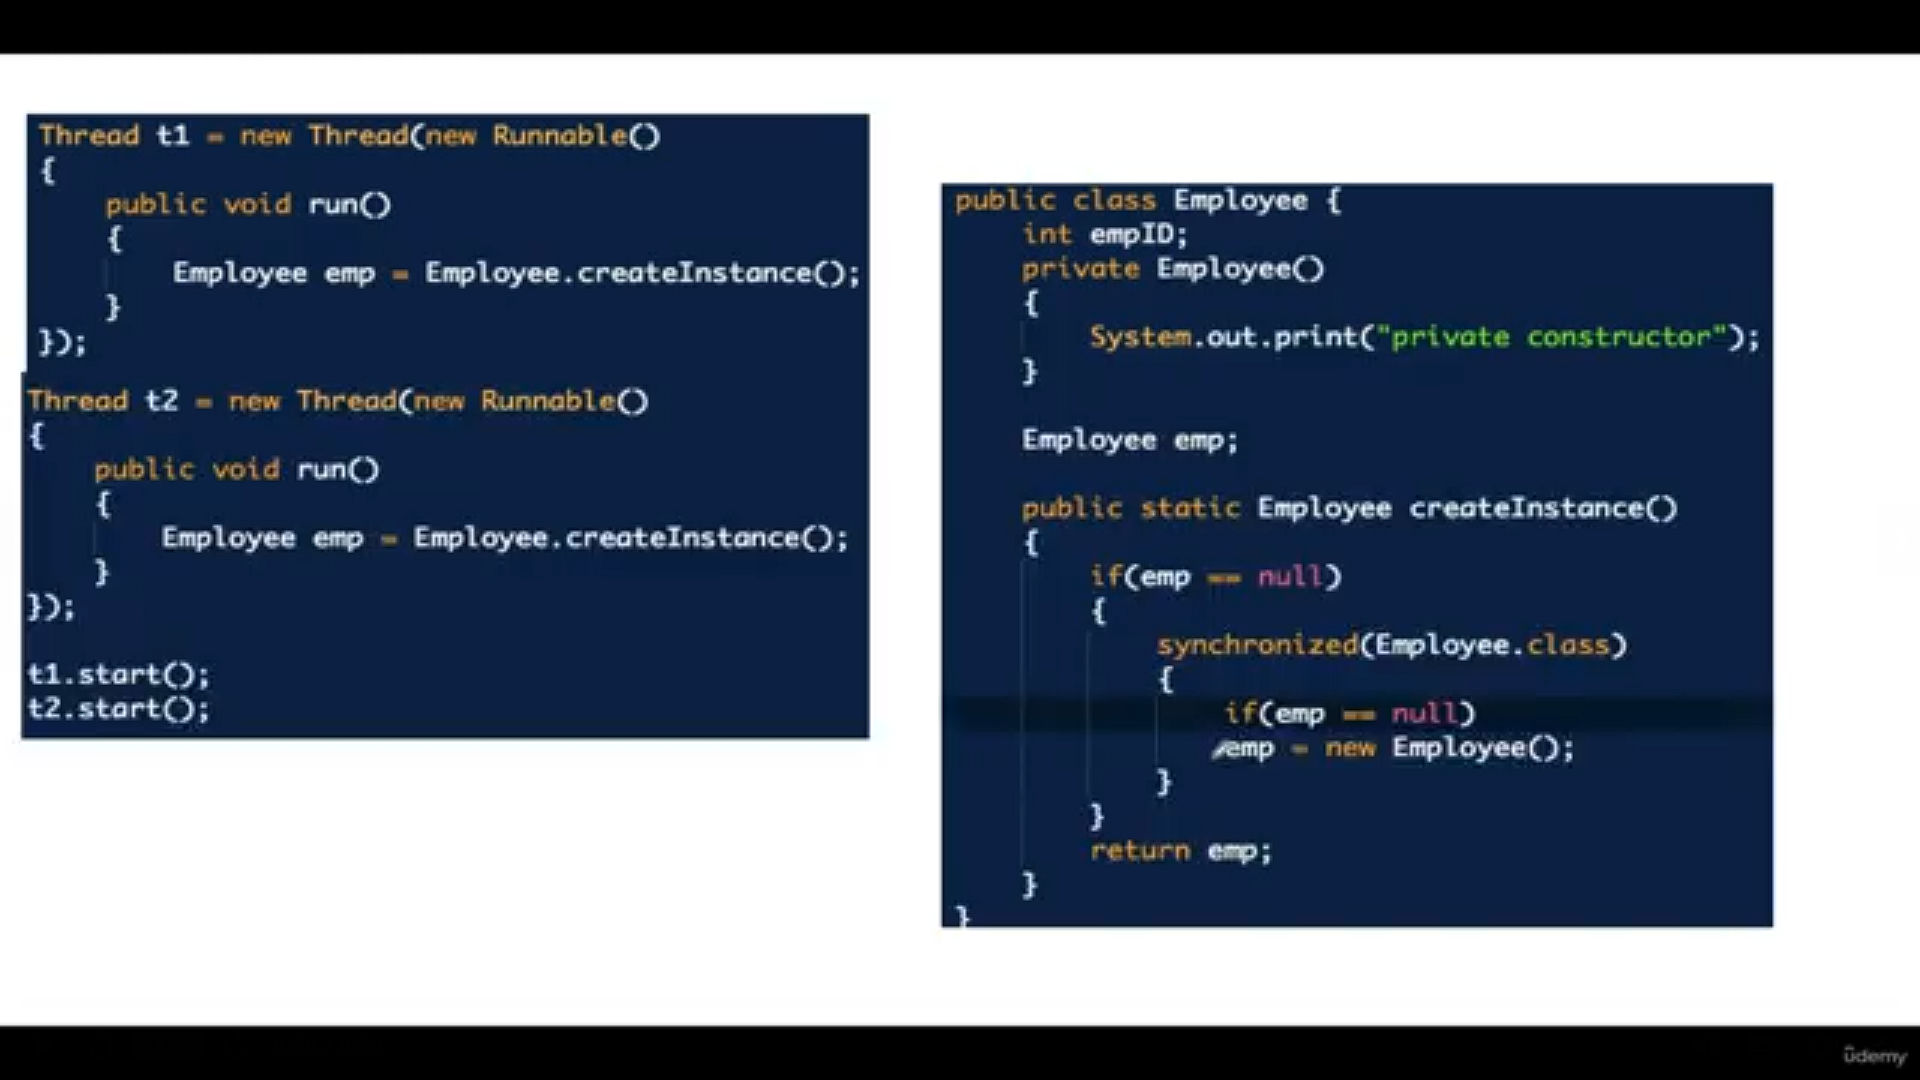 Thread t1 = new Thread(new Runnable()
{
public void run()
{
Employee emp = Employee.createInstance();
}
});
Thread t2 = new Thread(new Runnable()
{
public void run()
{
Employee emp = Employee.createInstance();
}
});
t1.start();
t2.start();
public class Employee {
int empID;
private Employee()
{
System.out.print("private constructor");
}
Employee emp;
public static Employee createInstance()
{
if(emp == null)
{
synchronized(Employee.class)
{
if(emp == null)
emp = new Employee();
}
}
return emp;
}
}
ûdemy